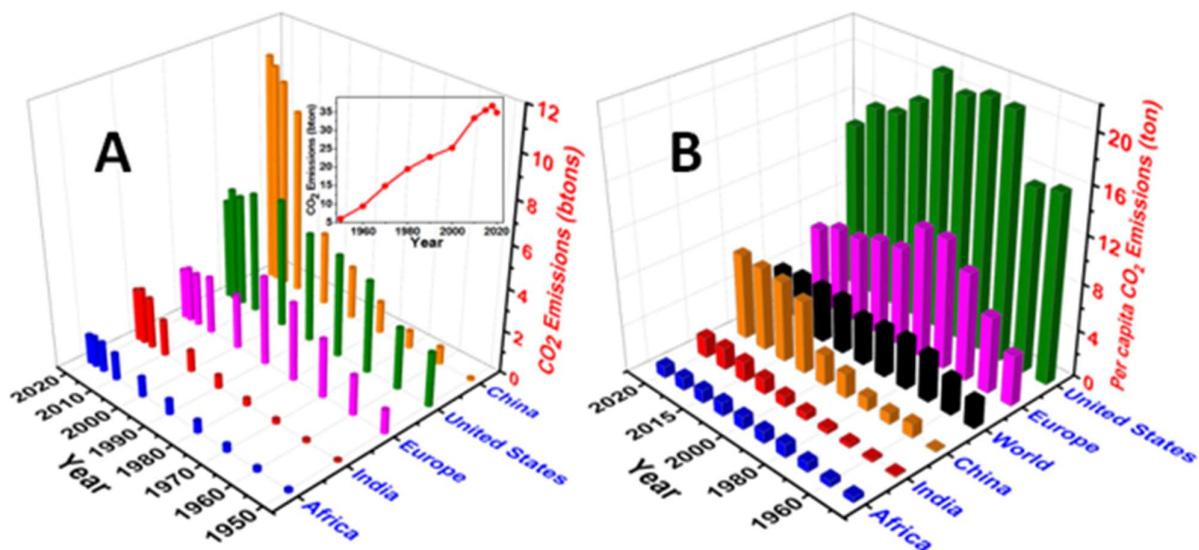 A
12
10
8
6
4
2
0
CO2 Emissions (btons)
CO2 Emissions (bton)
35
30
25
20
15
10
5
1960
1980
2000
2020
Year
2020
2010
2000
1990
1980
1970
1960
1950
Year
China
United States
Europe
India
Africa
B
20
16
12
8
4
0
Per capita CO2 Emissions (ton)
2020
2015
2000
1980
1960
Year
United States
Europe
World
China
India
Africa